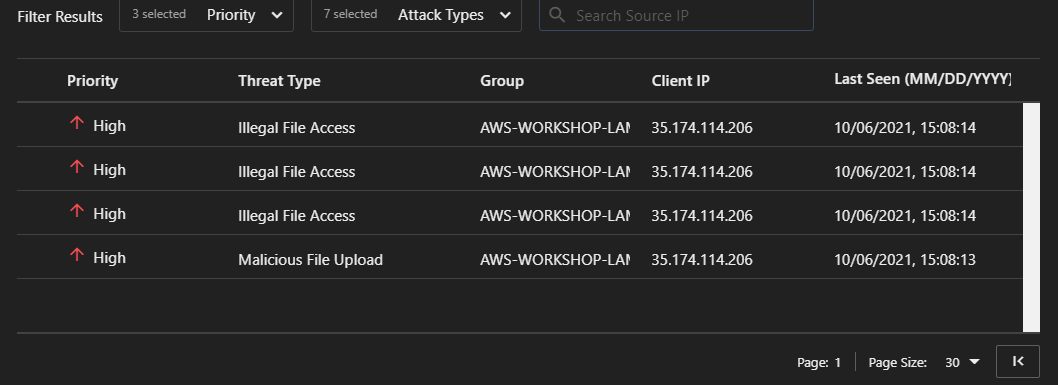 Filter Results 3 selected Priority 7 selected Attack Types Search Source IP
Priority Threat Type Group Client IP Last Seen (MM/DD/YYYY)
High Illegal File Access AWS-WORKSHOP-LAM 35.174.114.206 10/06/2021, 15:08:14
High Illegal File Access AWS-WORKSHOP-LAM 35.174.114.206 10/06/2021, 15:08:14
High Illegal File Access AWS-WORKSHOP-LAM 35.174.114.206 10/06/2021, 15:08:14
High Malicious File Upload AWS-WORKSHOP-LAM 35.174.114.206 10/06/2021, 15:08:13
Page: 1 Page Size: 30